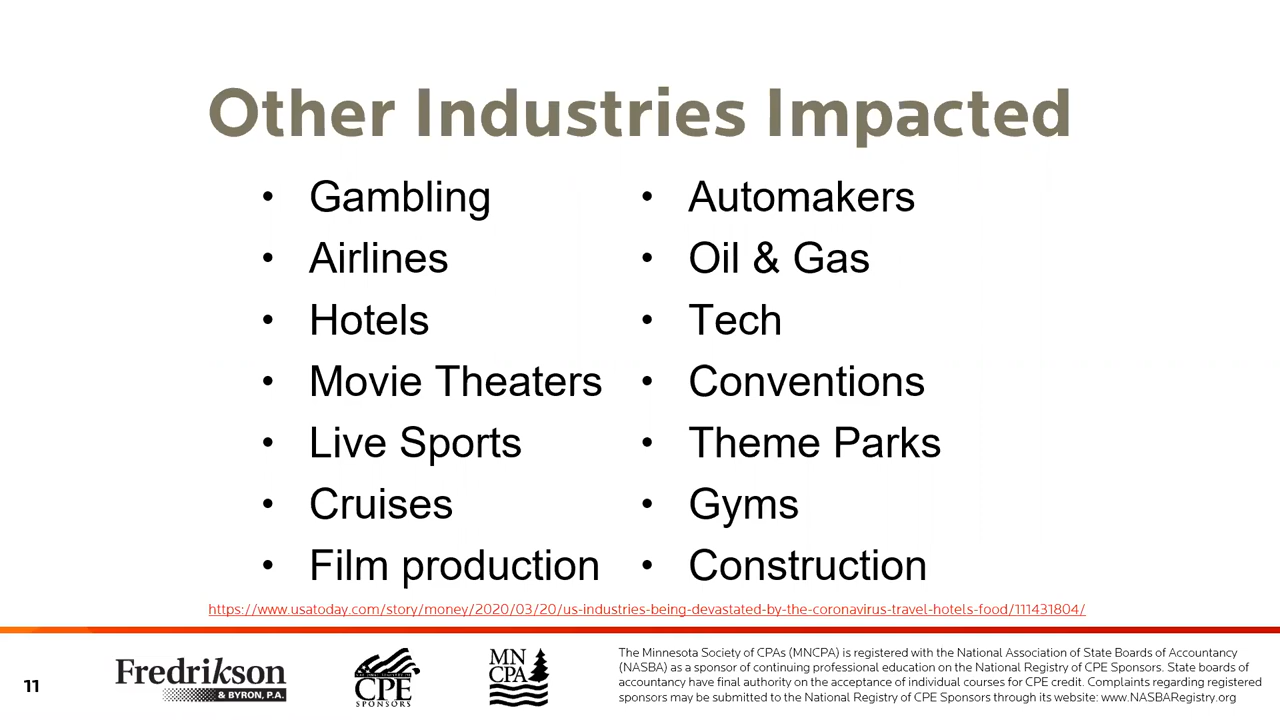 Other Industries Impacted
• Gambling
• Airlines
• Hotels
• Movie Theaters
• Live Sports
• Cruises
• Film production
• Automakers
• Oil & Gas
• Tech
• Conventions
• Theme Parks
• Gyms
• Construction
https://www.usatoday.com/story/money/2020/03/20/us-industries-being-devastated-by-the-coronavirus-travel-hotels-food/111431804/
11
Fredrikson
& BYRON, P.A.
CPE
SPONSORS
MN
CPA
The Minnesota Society of CPAs (MNCPA) is registered with the National Association of State Boards of Accountancy
(NASBA) as a sponsor of continuing professional education on the National Registry of CPE Sponsors. State boards of
accountancy have final authority on the acceptance of individual courses for CPE credit. Complaints regarding registered
sponsors may be submitted to the National Registry of CPE Sponsors through its website: www.NASBARegistry.org